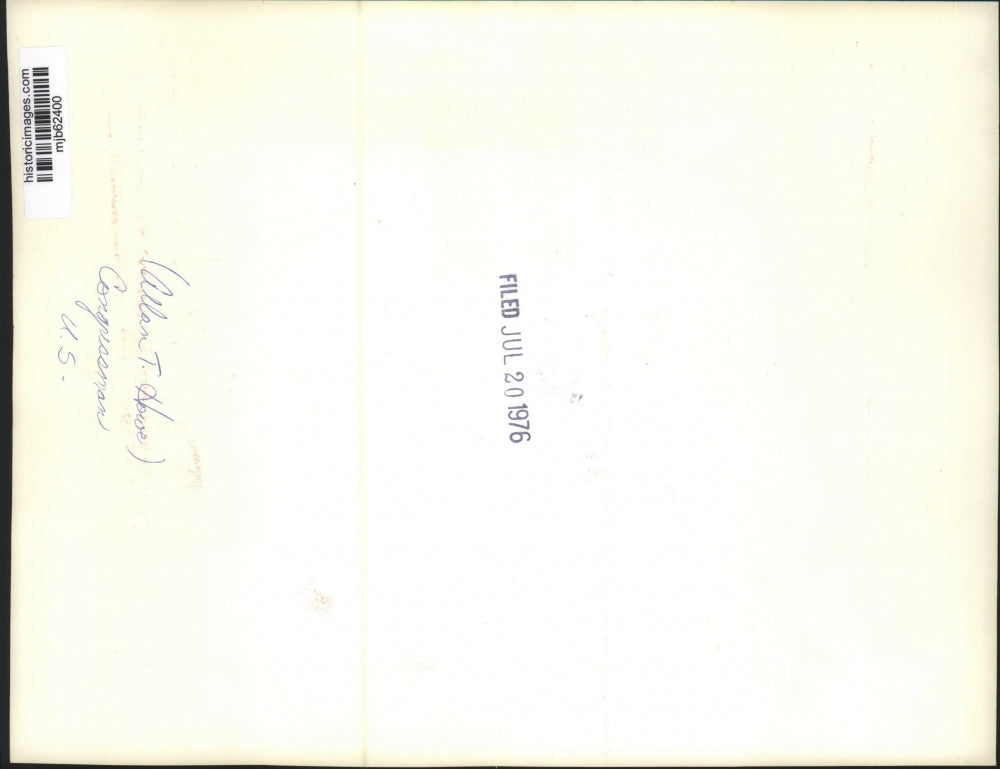 historicimages.com
mjb62400
(Allan T. Howe)
Congressman
U.S.
FILED JUL 20 1976